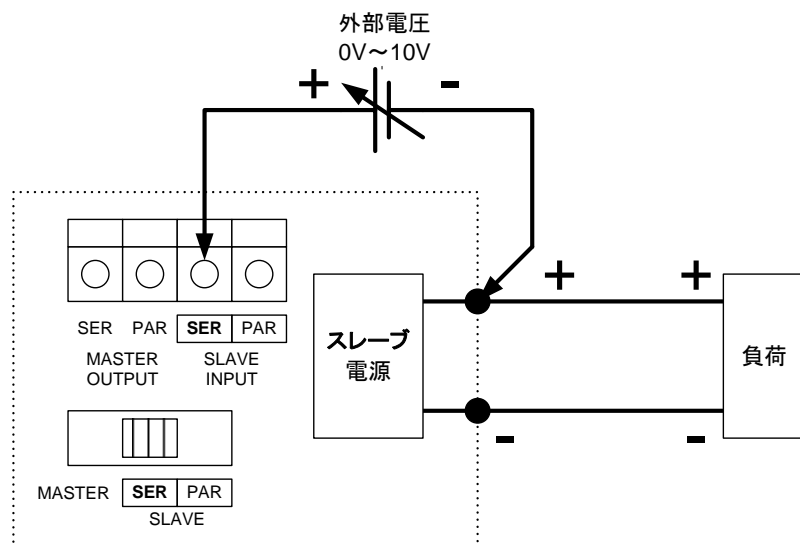 外部電圧
0V～10V
+ -
SER PAR SER PAR
MASTER OUTPUT
SLAVE INPUT
スレーブ
電源
+ +
- -
負荷
MASTER SER PAR
SLAVE